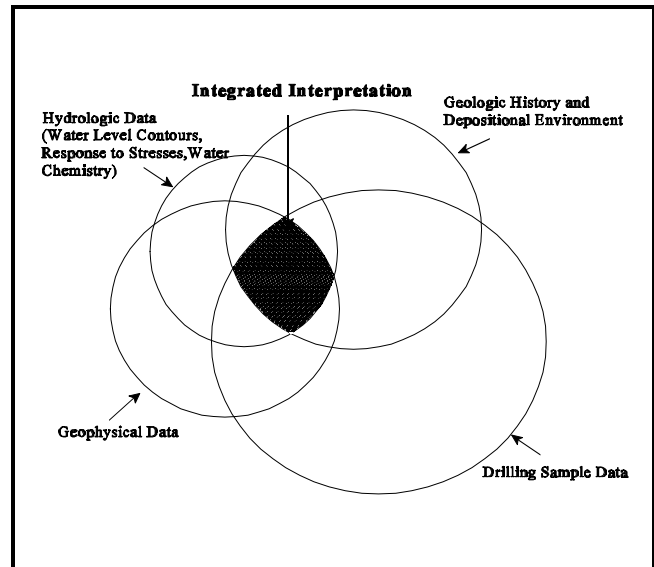 Integrated Interpretation
Geologic History and
Depositional Environment
Hydrologic Data
(Water Level Contours,
Response to Stresses,Water
Chemistry)
Geophysical Data
Drilling Sample Data